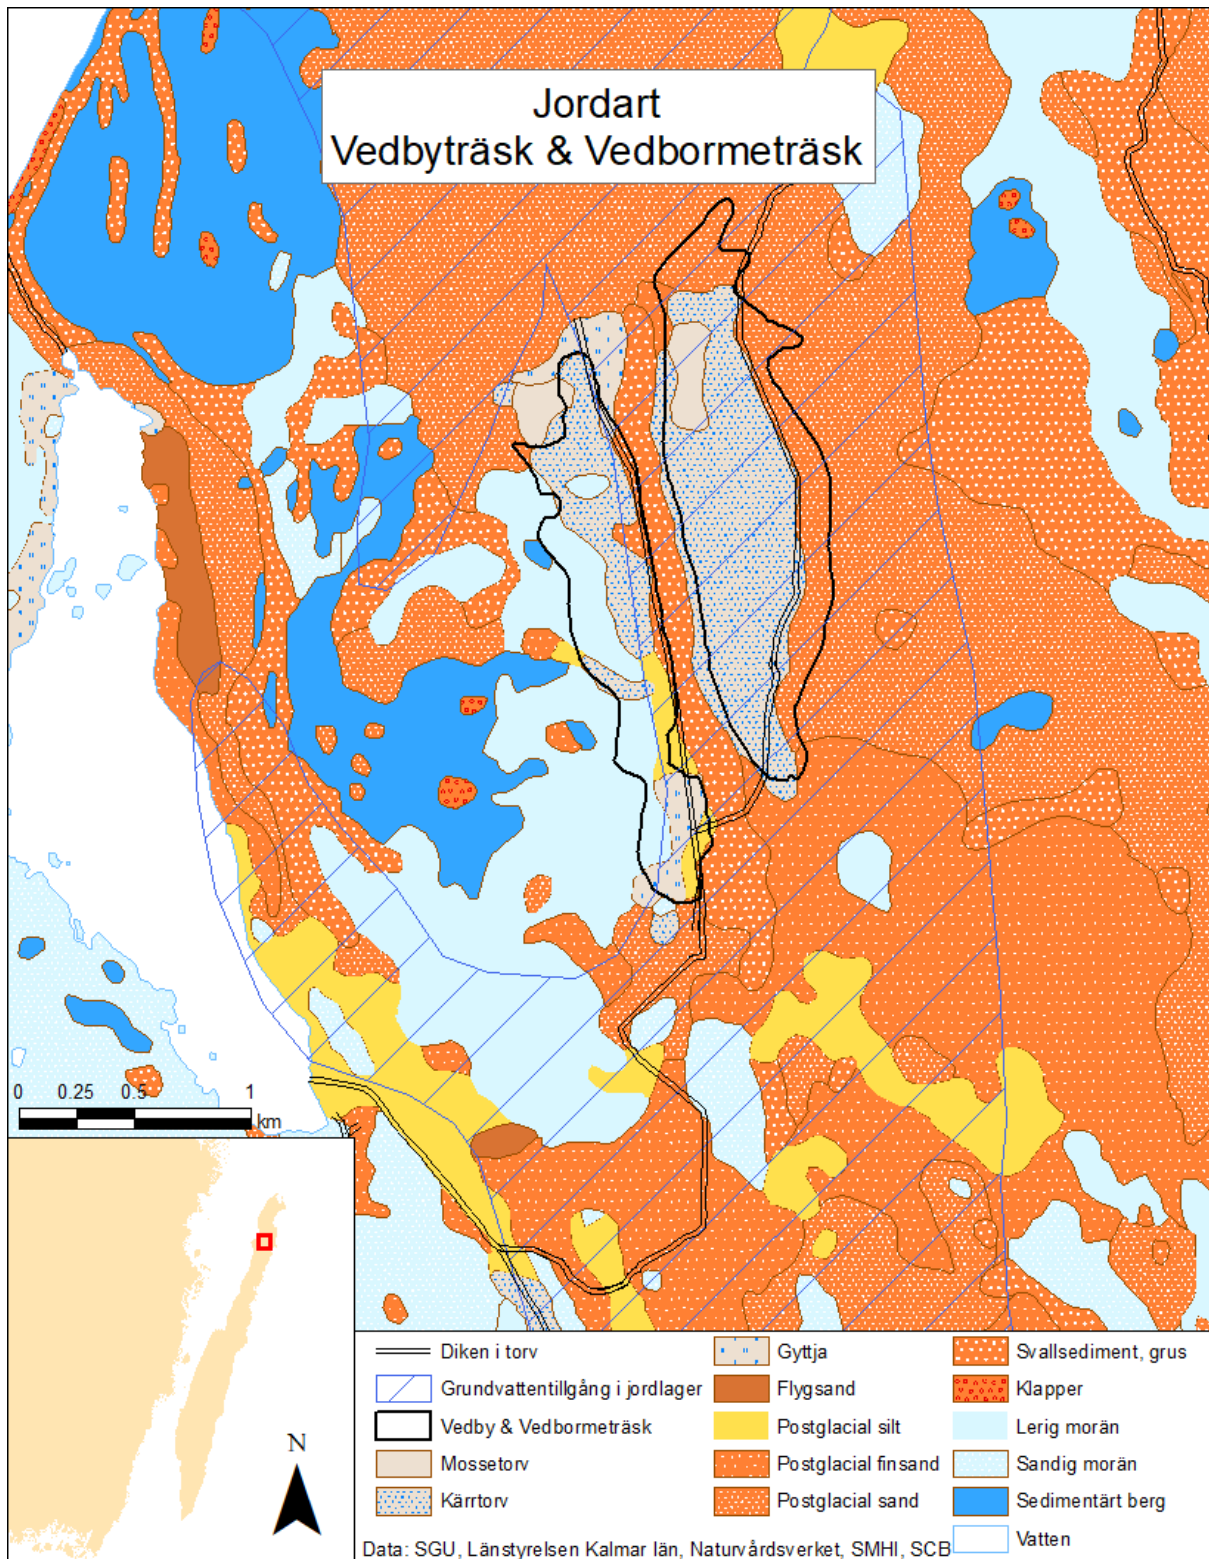 Jordart
Vedbyträsk & Vedbormeträsk
0 0.25 0.5 1
km
N
Diken i torv
Grundvattentillgång i jordlager
Vedby & Vedbormeträsk
Mossetorv
Kärrtorv
Gyttja
Flygsand
Postglacial silt
Postglacial finsand
Postglacial sand
Svallsediment, grus
Klapper
Lerig morän
Sandig morän
Sedimentärt berg
Vatten
Data: SGU, Länstyrelsen Kalmar län, Naturvårdsverket, SMHI, SCB